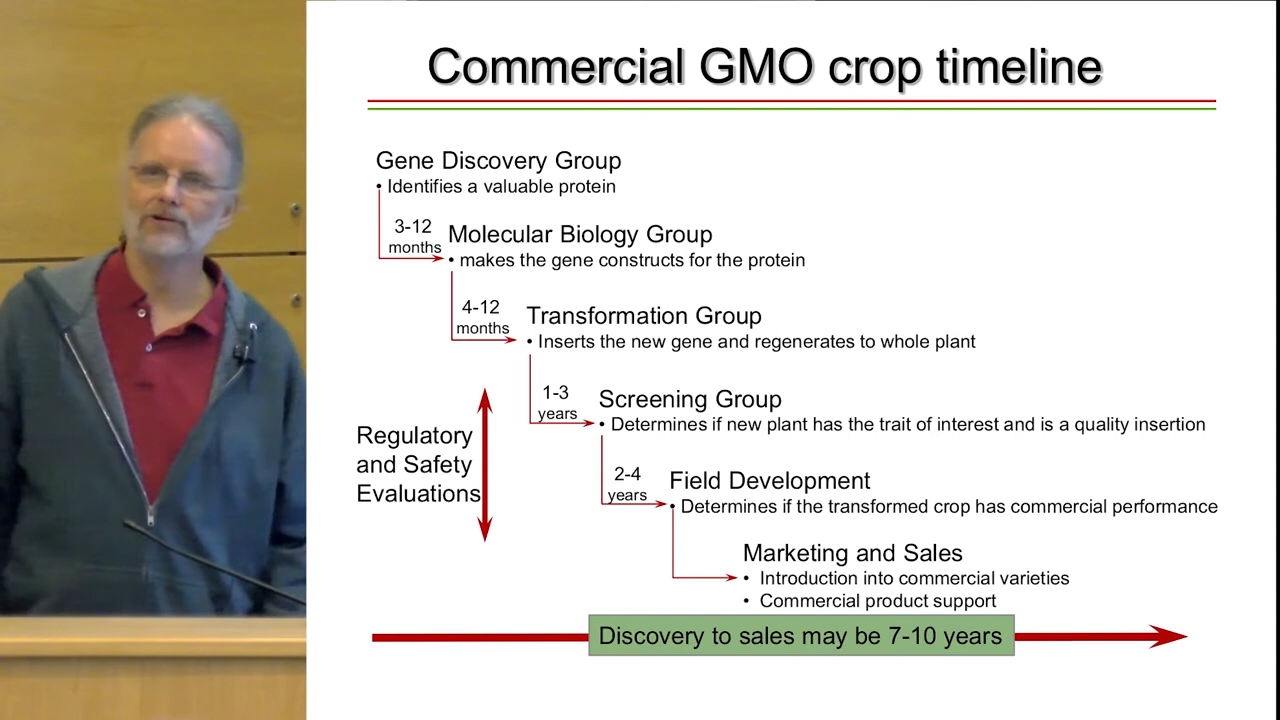 Commercial GMO crop timeline
Gene Discovery Group
• Identifies a valuable protein
3-12
months
Molecular Biology Group
• makes the gene constructs for the protein
4-12
months
Transformation Group
• Inserts the new gene and regenerates to whole plant
1-3
years
Screening Group
• Determines if new plant has the trait of interest and is a quality insertion
Regulatory
and Safety
Evaluations
2-4
years
Field Development
• Determines if the transformed crop has commercial performance
Marketing and Sales
• Introduction into commercial varieties
• Commercial product support
Discovery to sales may be 7-10 years